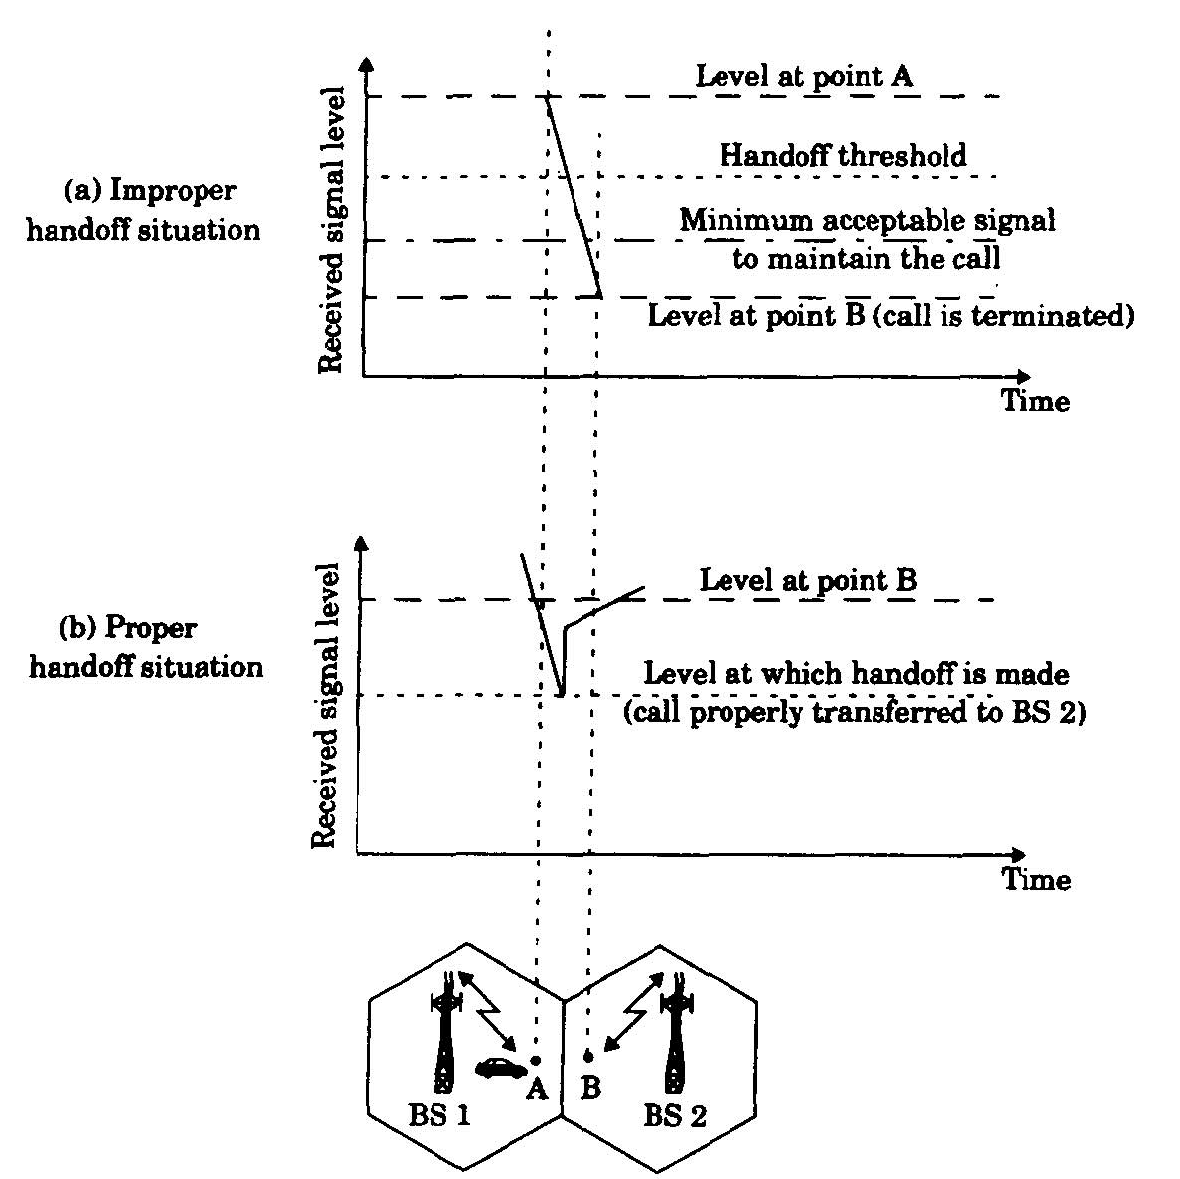 Level at point A
Received signal level
Handoff threshold
(a) Improper
handoff situation
Minimum acceptable signal
to maintain the call
Level at point B (call is terminated)
Time
Level at point B
Received signal level
(b) Proper
handoff situation
Level at which handoff is made
(call properly transferred to BS 2)
Time
A
B
BS 1
BS 2